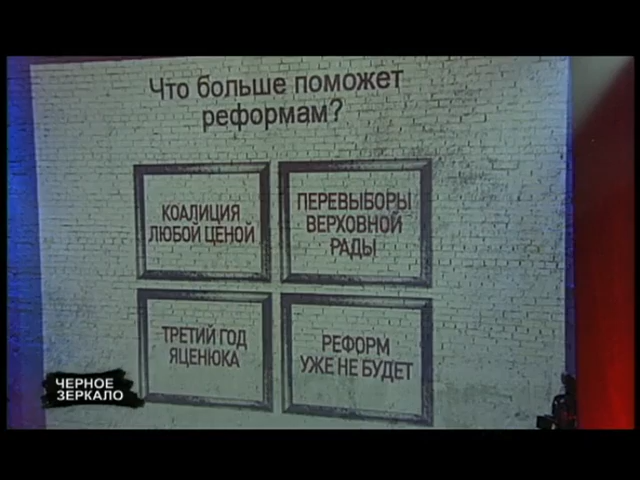 Что больше поможет
реформам?
КОАЛИЦИЯ
ЛЮБОЙ ЦЕНОЙ
ПЕРЕВЫБОРЫ
ВЕРХОВНОЙ
РАДЫ
ТРЕТИЙ ГОД
ЯЦЕНЮКА
РЕФОРМ
УЖЕ НЕ БУДЕТ
ЧЕРНОЕ
ЗЕРКАЛО